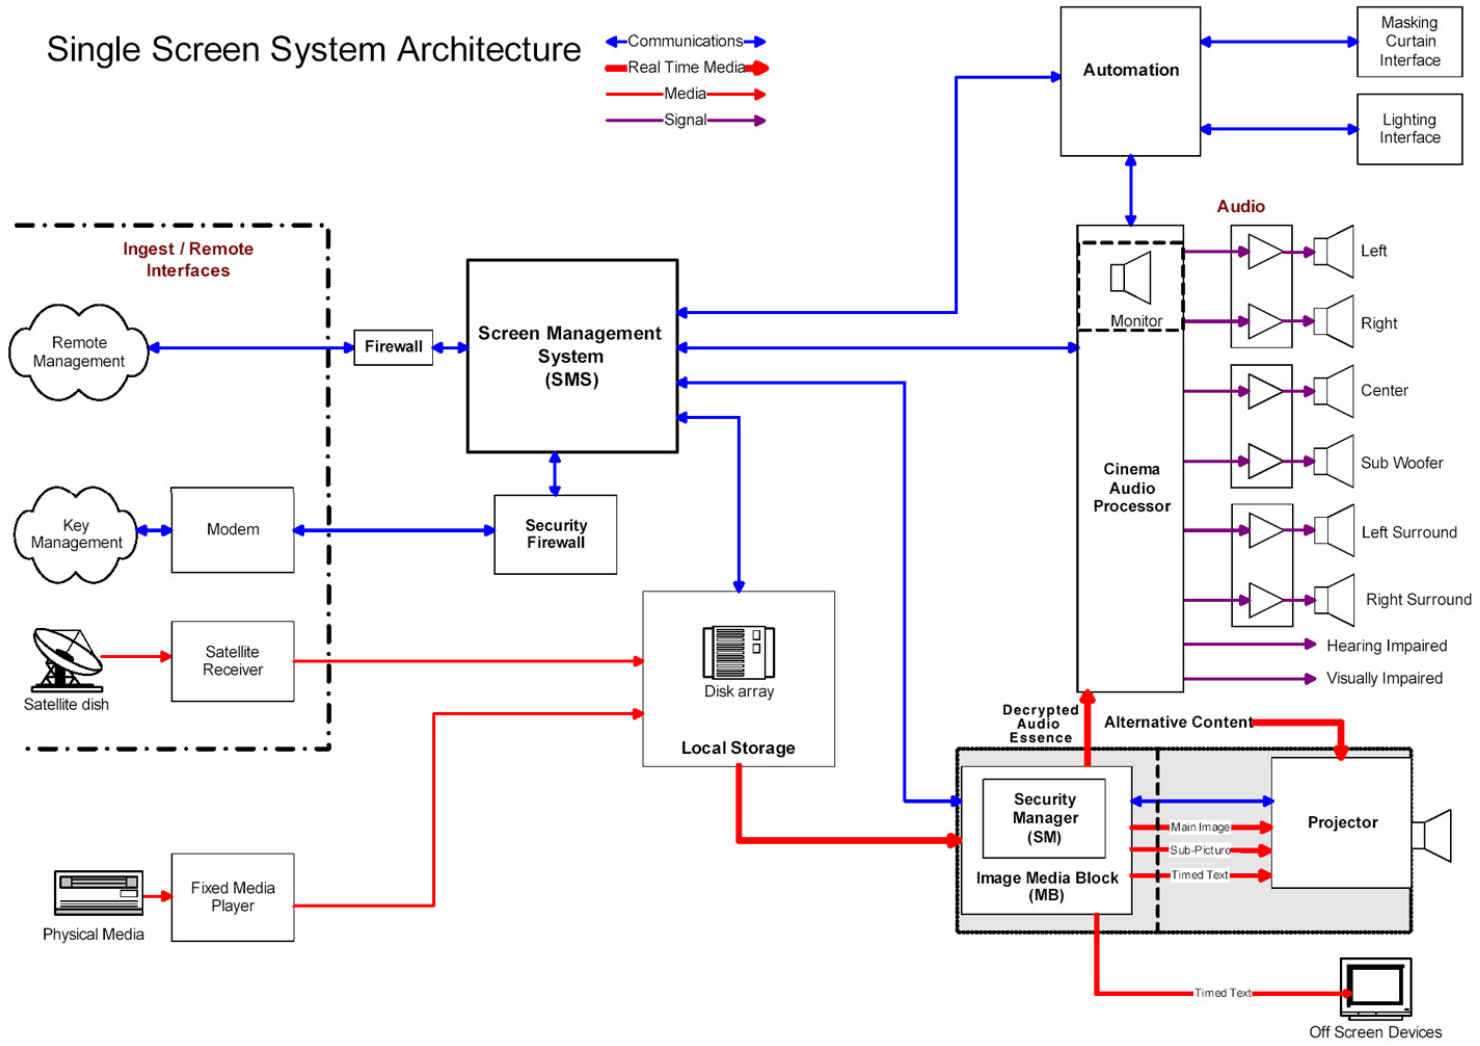 Single Screen System Architecture
Communications
Real Time Media
Media
Signal
Automation
Masking
Curtain
Interface
Lighting
Interface
Ingest / Remote
Interfaces
Remote
Management
Firewall
Screen Management
System
(SMS)
Key
Management
Modem
Security
Firewall
Satellite dish
Satellite
Receiver
Disk array
Local Storage
Physical Media
Fixed Media
Player
Audio
Monitor
Cinema
Audio
Processor
Left
Right
Center
Sub Woofer
Left Surround
Right Surround
Hearing Impaired
Visually Impaired
Decrypted
Audio
Essence
Alternative Content
Security
Manager
(SM)
Image Media Block
(MB)
Main Image
Sub-Picture
Timed Text
Projector
Timed Text
Off Screen Devices